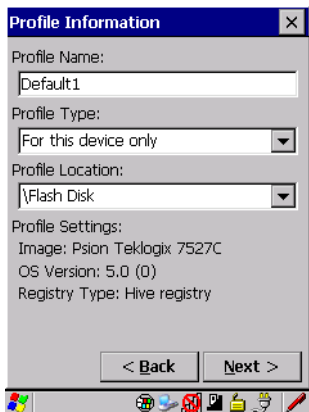 Profile Information
Profile Name:
Default1
Profile Type:
For this device only
Profile Location:
\Flash Disk
Profile Settings:
Image: Psion Teklogix 7527C
OS Version: 5.0 (0)
Registry Type: Hive registry
< Back Next >